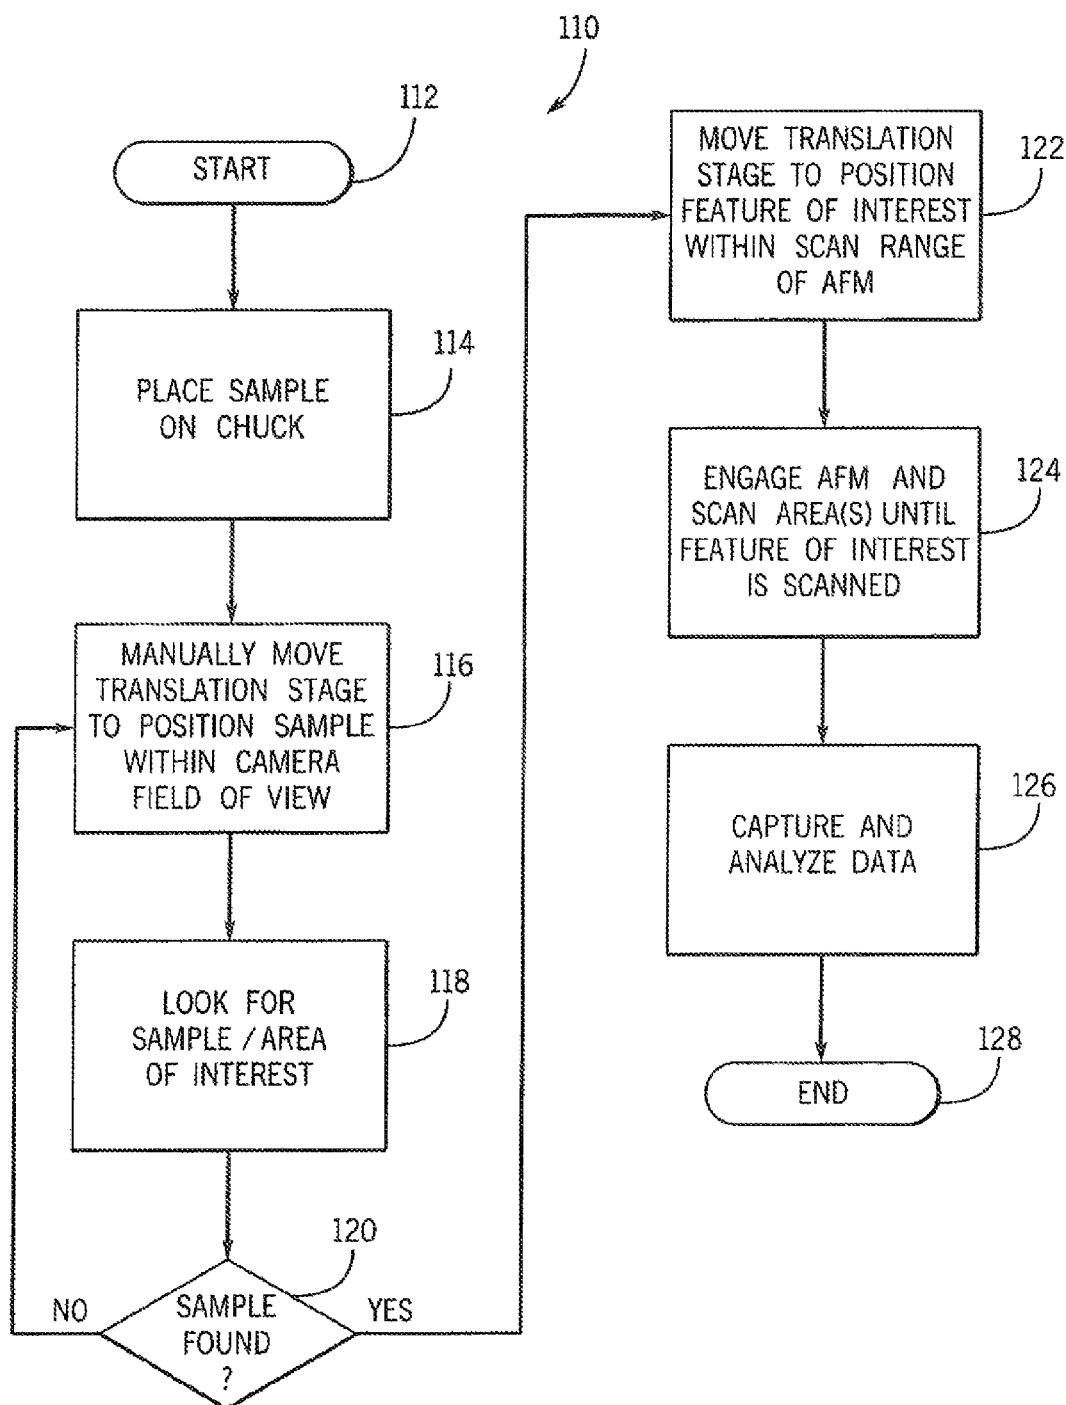 110
112
START
114
PLACE SAMPLE
ON CHUCK
116
MANUALLY MOVE
TRANSLATION STAGE
TO POSITION SAMPLE
WITHIN CAMERA
FIELD OF VIEW
118
LOOK FOR
SAMPLE / AREA
OF INTEREST
120
NO
SAMPLE
FOUND
?
YES
122
MOVE TRANSLATION
STAGE TO POSITION
FEATURE OF INTEREST
WITHIN SCAN RANGE
OF AFM
124
ENGAGE AFM AND
SCAN AREA(S) UNTIL
FEATURE OF INTEREST
IS SCANNED
126
CAPTURE AND
ANALYZE DATA
128
END